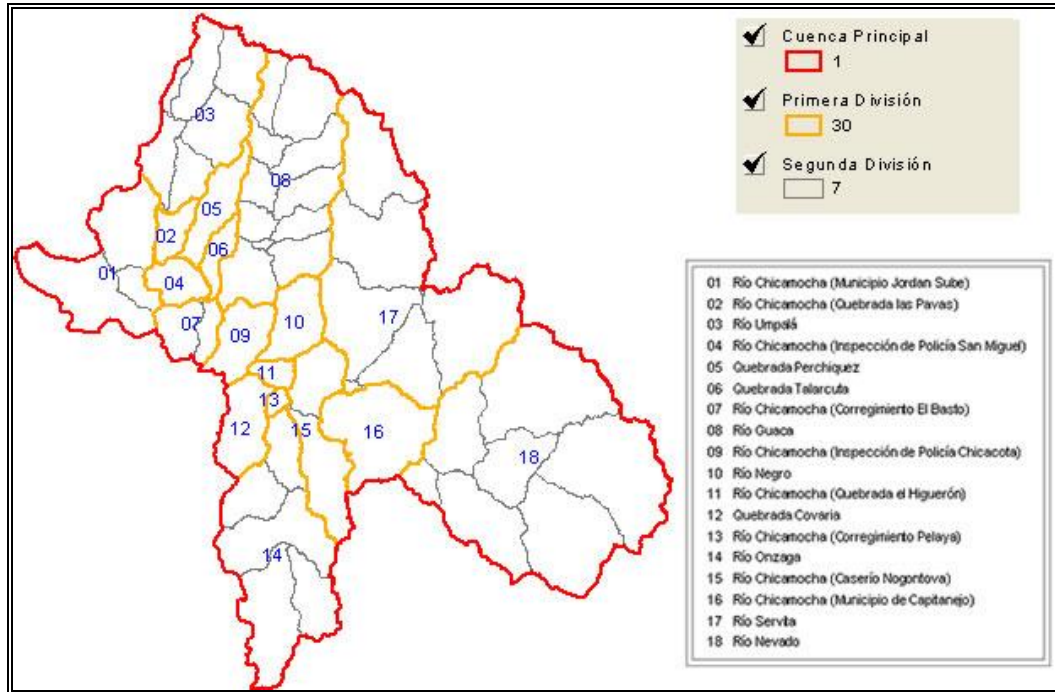 03
08
05
02
06
01
04
07
09
10
17
11
13
12
15
16
18
14
Cuenca Principal
1
Primera División
30
Segunda División
7
01 Río Chicamocha (Municipio Jordan Sube)
02 Río Chicamocha (Quebrada las Pavas)
03 Río Umpalá
04 Río Chicamocha (Inspección de Policía San Miguel)
05 Quebrada Perchiquez
06 Quebrada Talarcuta
07 Río Chicamocha (Corregimiento El Basto)
08 Río Guaca
09 Río Chicamocha (Inspección de Policía Chicacota)
10 Río Negro
11 Río Chicamocha (Quebrada el Higuerón)
12 Quebrada Covaria
13 Río Chicamocha (Corregimiento Pelaya)
14 Río Onzaga
15 Río Chicamocha (Caserío Nogontova)
16 Río Chicamocha (Municipio de Capitanejo)
17 Río Servita
18 Río Nevado